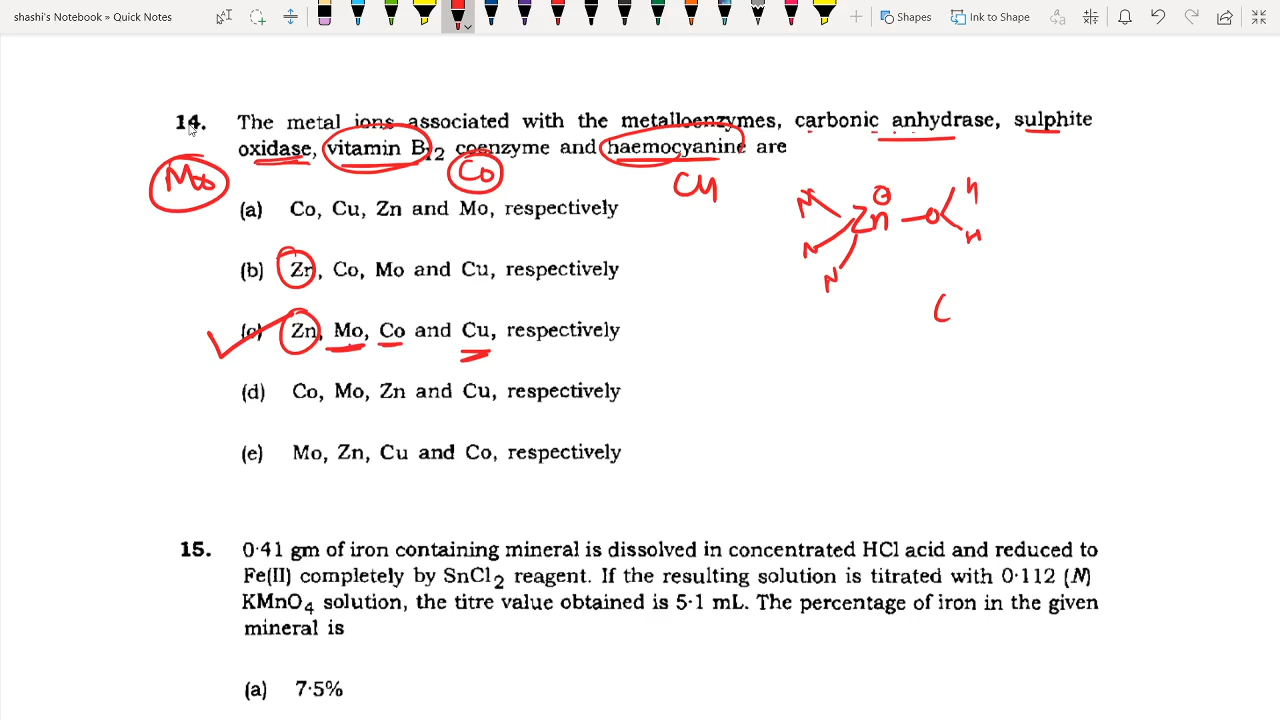 shashi's Notebook » Quick Notes
Shapes
Ink to Shape
14. The metal ions associated with the metalloenzymes, carbonic anhydrase, sulphite
oxidase, vitamin B12 coenzyme and haemocyanine are
Mo
Co
Cu
(a) Co, Cu, Zn and Mo, respectively
N
N
N
Zn
O
H
H
(b) Zn, Co, Mo and Cu, respectively
(c) Zn, Mo, Co and Cu, respectively
(d) Co, Mo, Zn and Cu, respectively
(e) Mo, Zn, Cu and Co, respectively
15. 0·41 gm of iron containing mineral is dissolved in concentrated HCl acid and reduced to
Fe(II) completely by SnCl2 reagent. If the resulting solution is titrated with 0·112 (N)
KMnO4 solution, the titre value obtained is 5·1 mL. The percentage of iron in the given
mineral is
(a) 7·5%